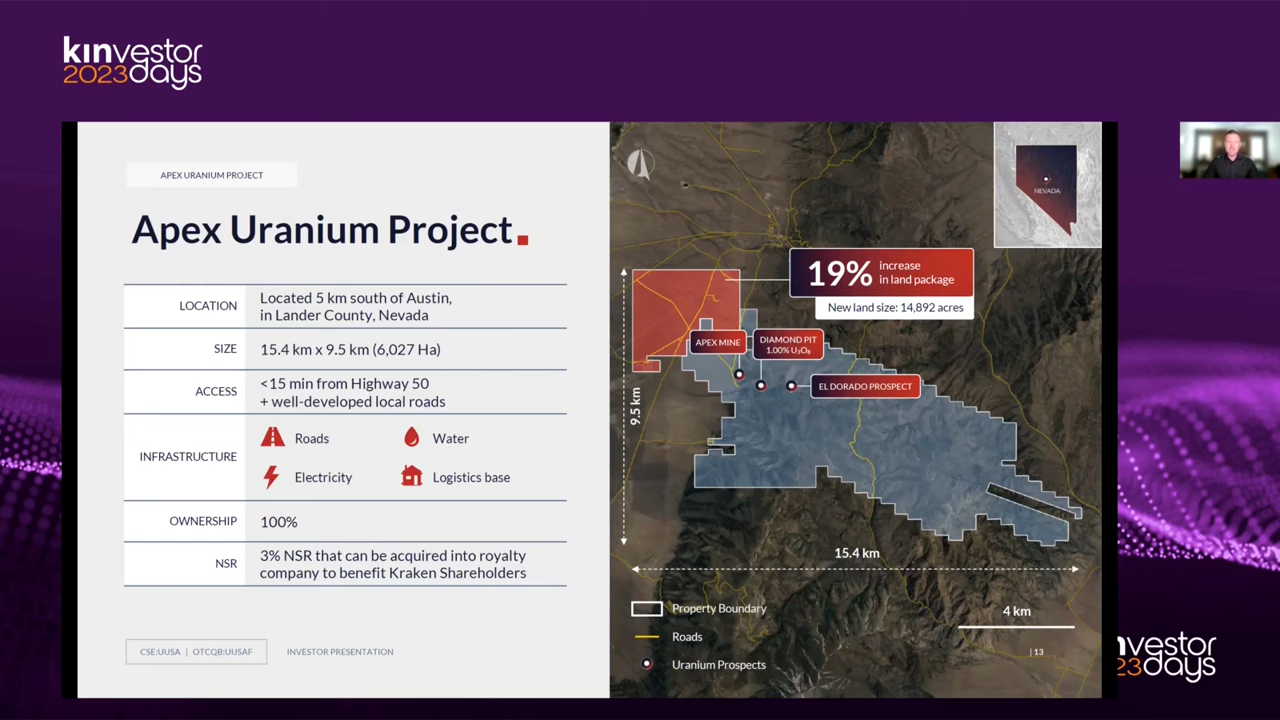 kinvestor
2023days
APEX URANIUM PROJECT
Apex Uranium Project
LOCATION
Located 5 km south of Austin,
in Lander County, Nevada
SIZE
15.4 km x 9.5 km (6,027 Ha)
ACCESS
<15 min from Highway 50
+ well-developed local roads
INFRASTRUCTURE
Roads
Water
Electricity
Logistics base
OWNERSHIP
100%
NSR
3% NSR that can be acquired into royalty
company to benefit Kraken Shareholders
CSE:UUSA | OTCQB:UUSAF
INVESTOR PRESENTATION
NEVADA
19% increase
in land package
New land size: 14,892 acres
APEX MINE
DIAMOND PIT
1.00% U₃O₈
EL DORADO PROSPECT
9.5 km
15.4 km
Property Boundary
Roads
Uranium Prospects
4 km
| 13
nvestor
23days